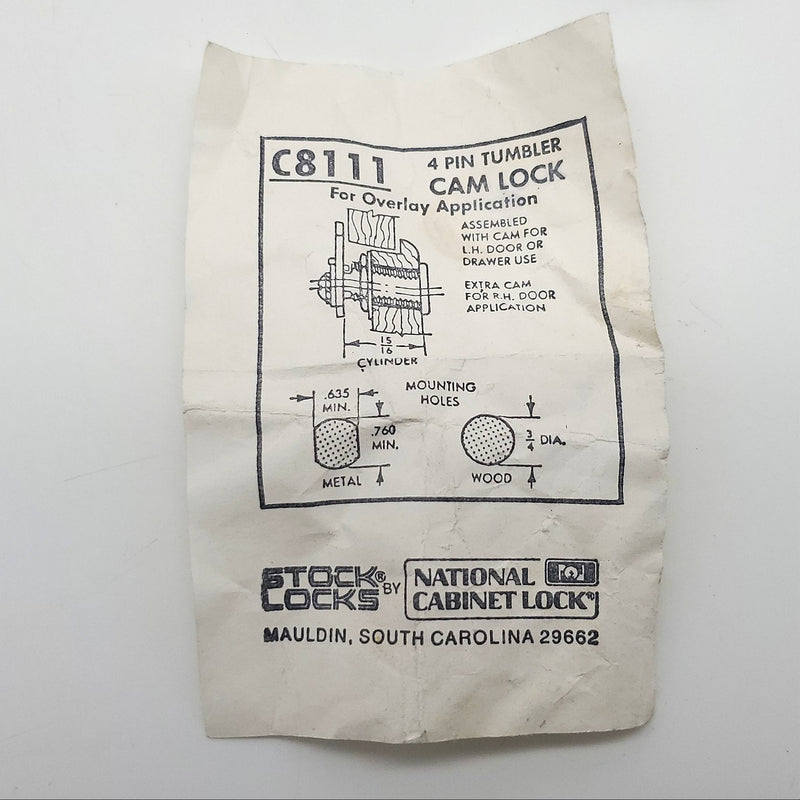 C8111
4 PIN TUMBLER
CAM LOCK
For Overlay Application
ASSEMBLED
WITH CAM FOR
L.H. DOOR OR
DRAWER USE
EXTRA CAM
FOR R.H. DOOR
APPLICATION
15/16
CYLINDER
MOUNTING
HOLES
.635
MIN.
.760
MIN.
METAL
3/4 DIA.
WOOD
STOCK®
LOCKS
BY
NATIONAL
CABINET LOCK®
MAULDIN, SOUTH CAROLINA 29662